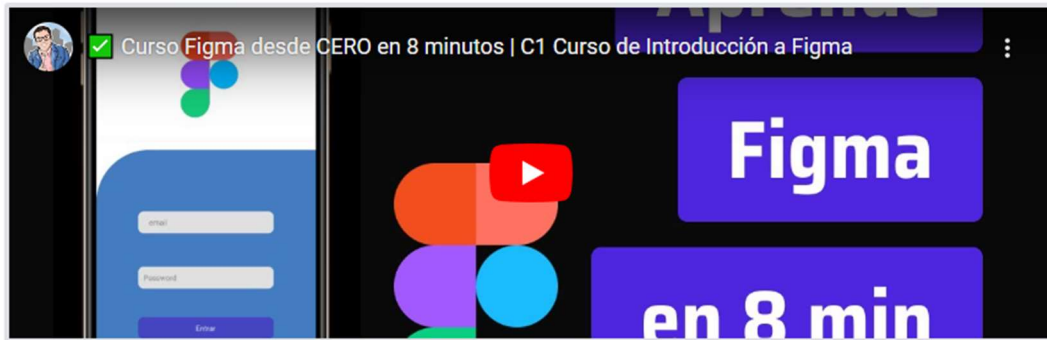 ✅ Curso Figma desde CERO en 8 minutos | C1 Curso de Introducción a Figma
Aprende
Figma
en 8 min
email
Password
Entrar